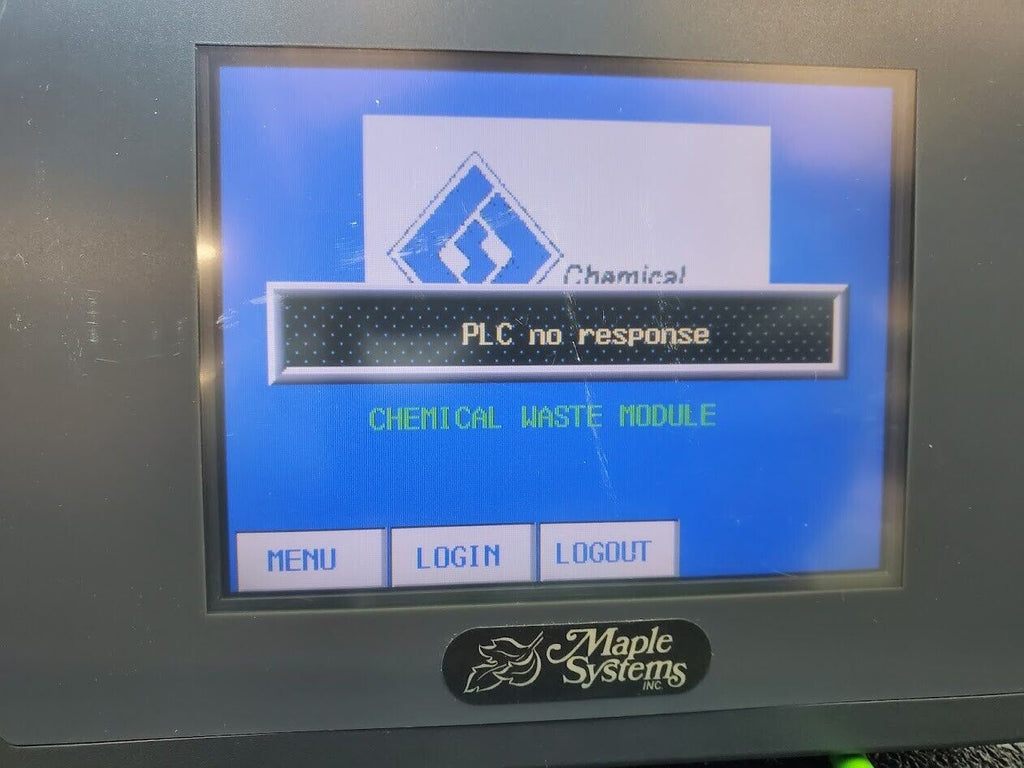 Chemical
PLC no response
CHEMICAL WASTE MODULE
MENU
LOGIN
LOGOUT
Maple
Systems
INC.